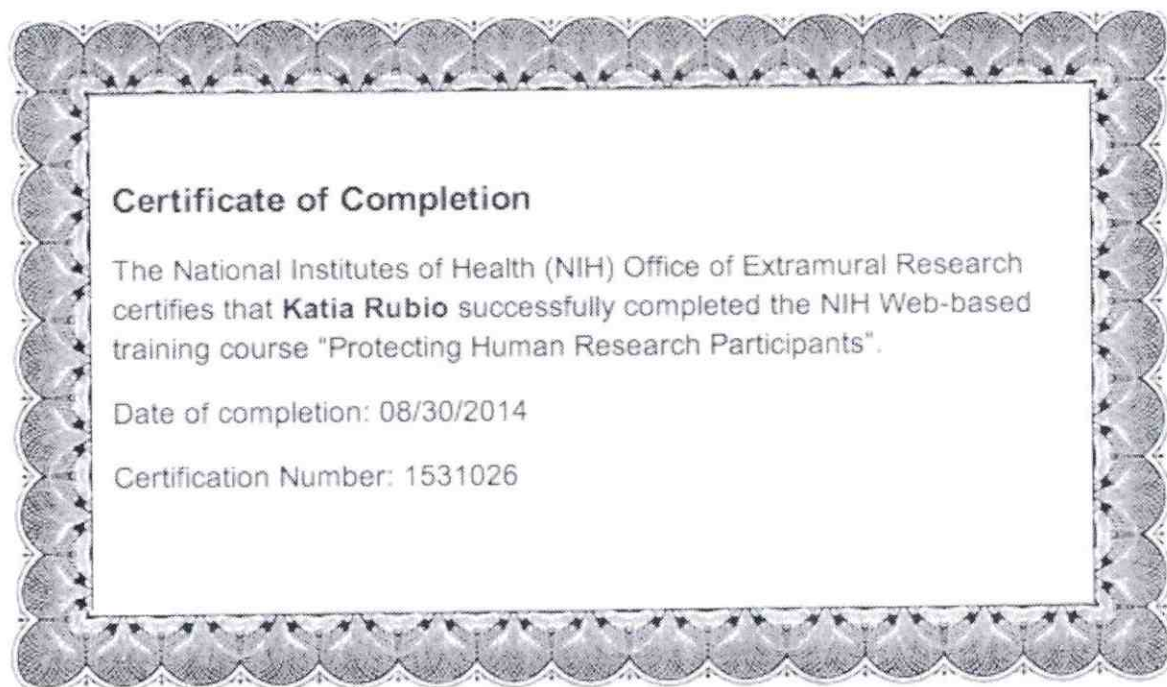 Certificate of Completion
The National Institutes of Health (NIH) Office of Extramural Research
certifies that Katia Rubio successfully completed the NIH Web-based
training course "Protecting Human Research Participants".
Date of completion: 08/30/2014
Certification Number: 1531026